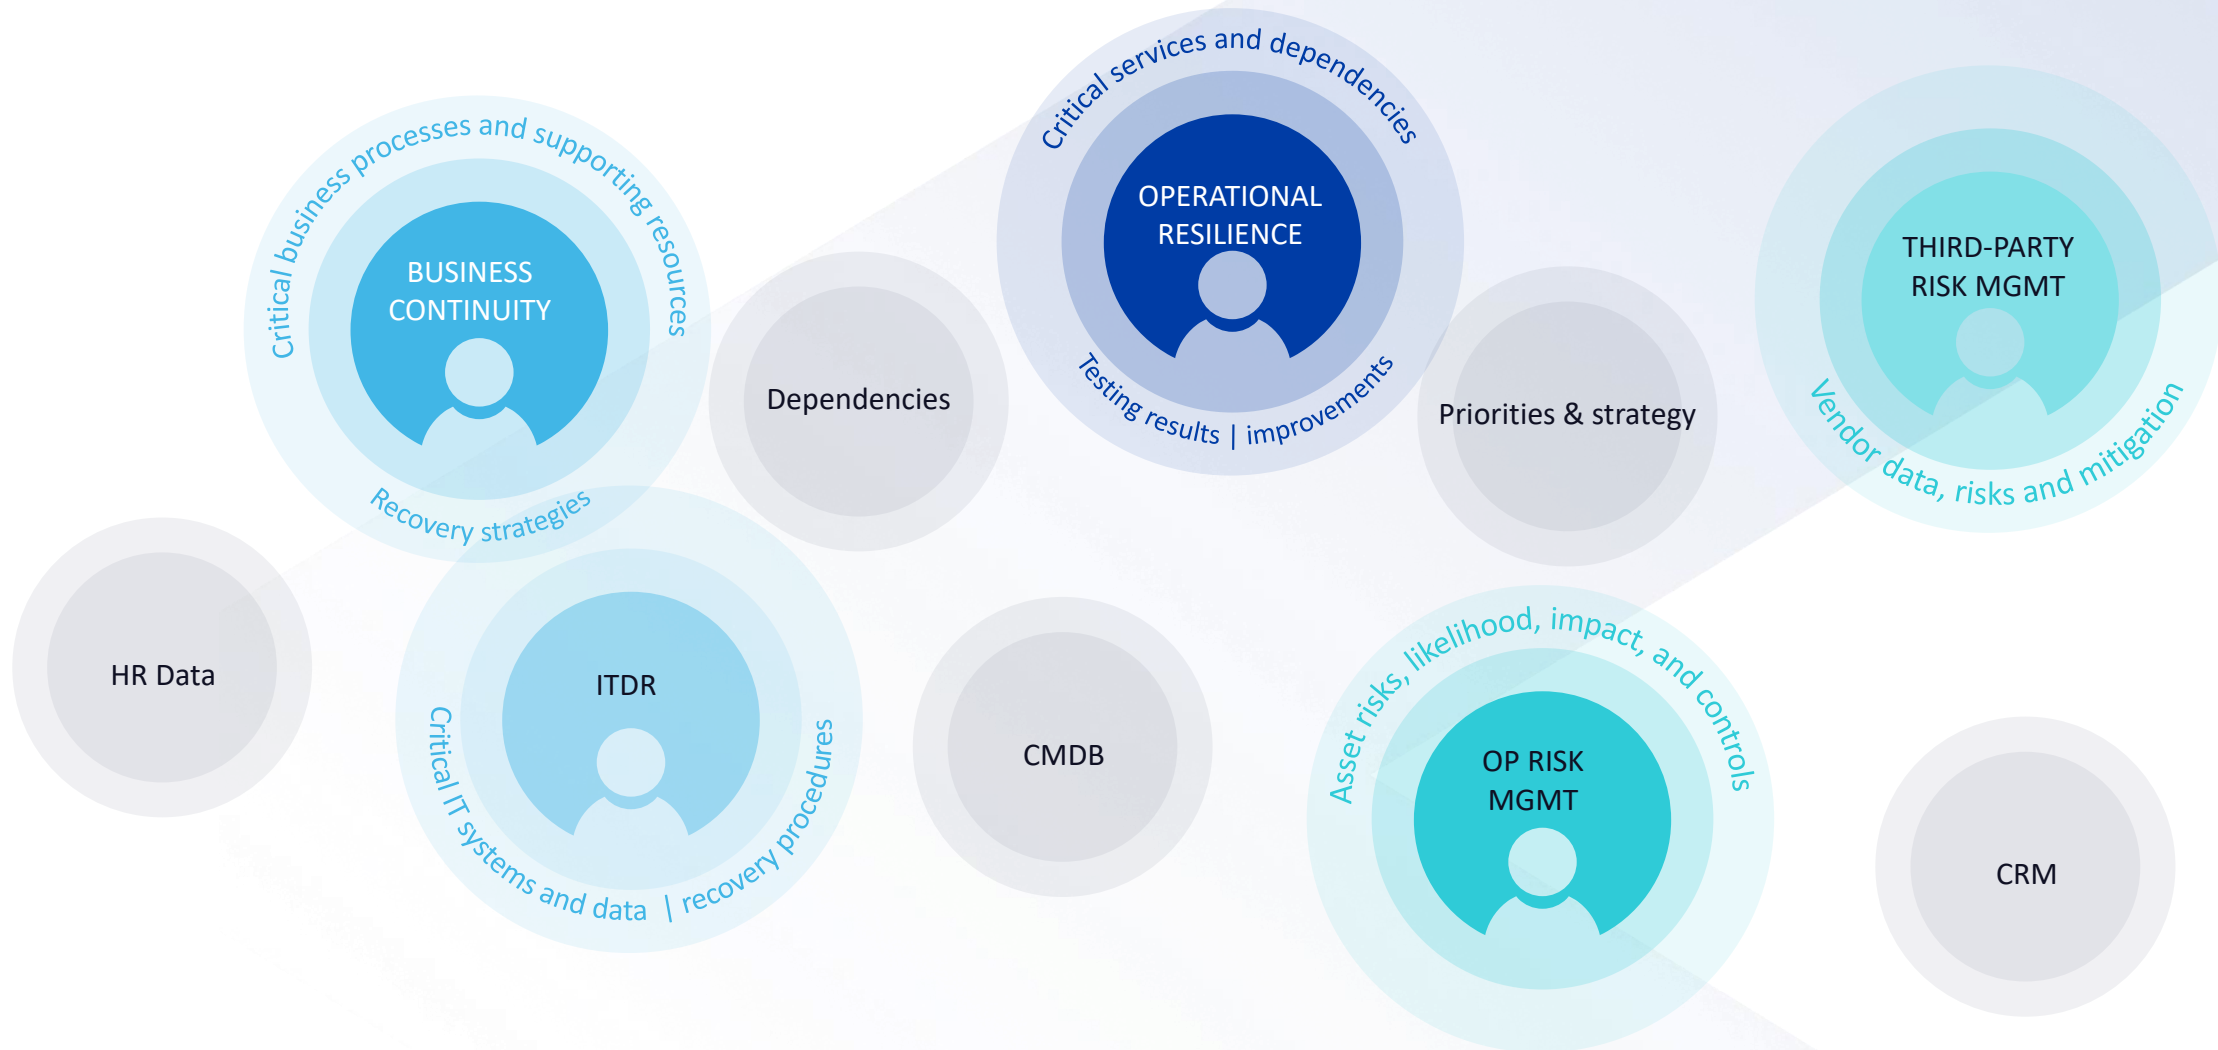 Critical business processes and supporting resources
BUSINESS
CONTINUITY
Recovery strategies
Critical services and dependencies
OPERATIONAL
RESILIENCE
Testing results | improvements
THIRD-PARTY
RISK MGMT
Vendor data, risks and mitigation
Dependencies
Priorities & strategy
HR Data
ITDR
Critical IT systems and data | recovery procedures
CMDB
Asset risks, likelihood, impact, and controls
OP RISK
MGMT
CRM